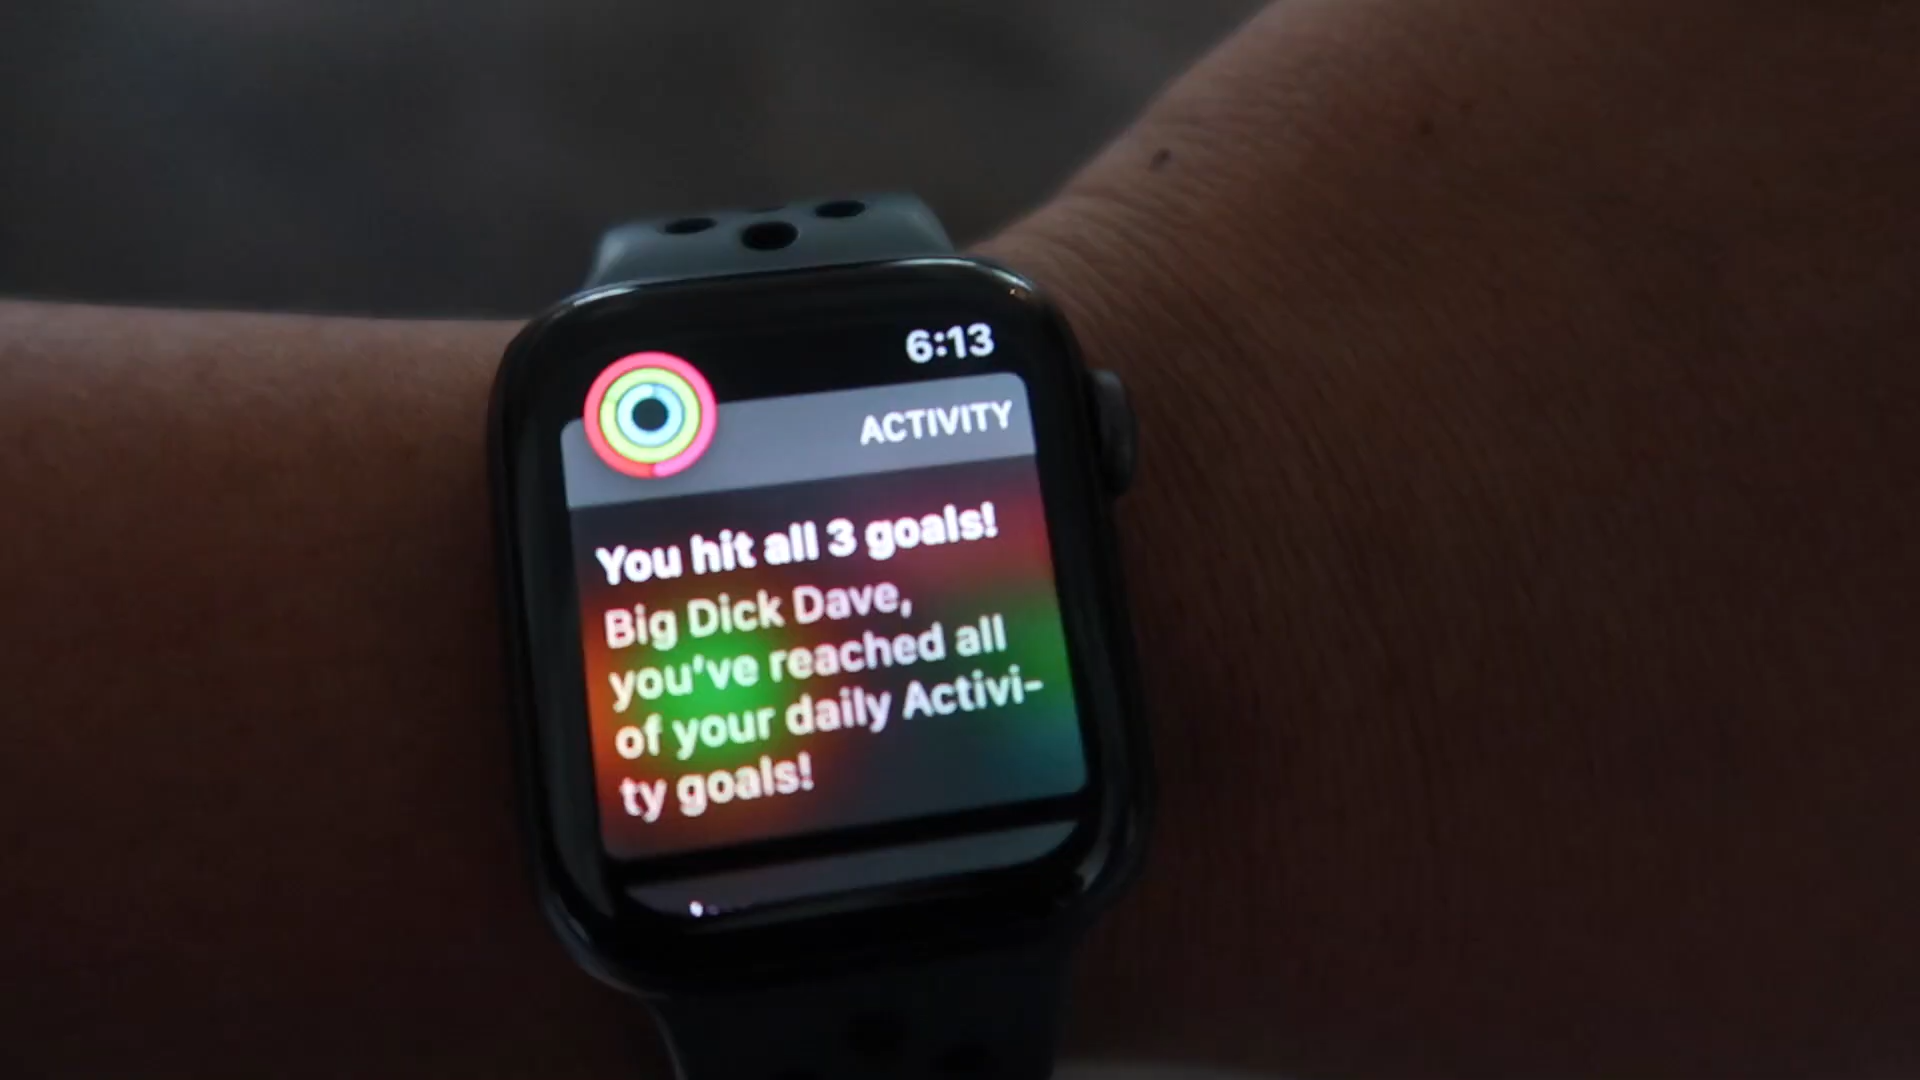 6:13
ACTIVITY
You hit all 3 goals!
Big Dick Dave,
you've reached all
of your daily Activi-
ty goals!